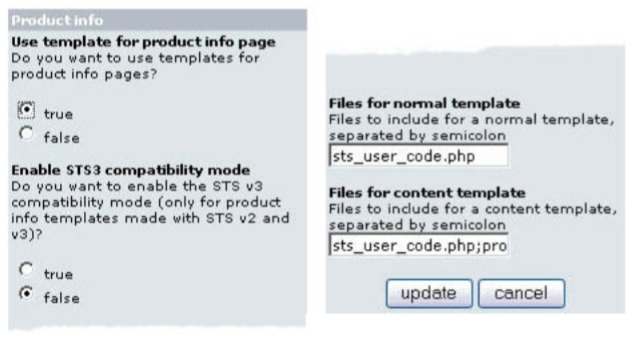 Product info
Use template for product info page
Do you want to use templates for
product info pages?
true
false
Enable STS3 compatibility mode
Do you want to enable the STS v3
compatibility mode (only for product
info templates made with STS v2 and
v3)?
true
false
Files for normal template
Files to include for a normal template,
separated by semicolon
sts_user_code.php
Files for content template
Files to include for a content template,
separated by semicolon
sts_user_code.php;pro
update cancel